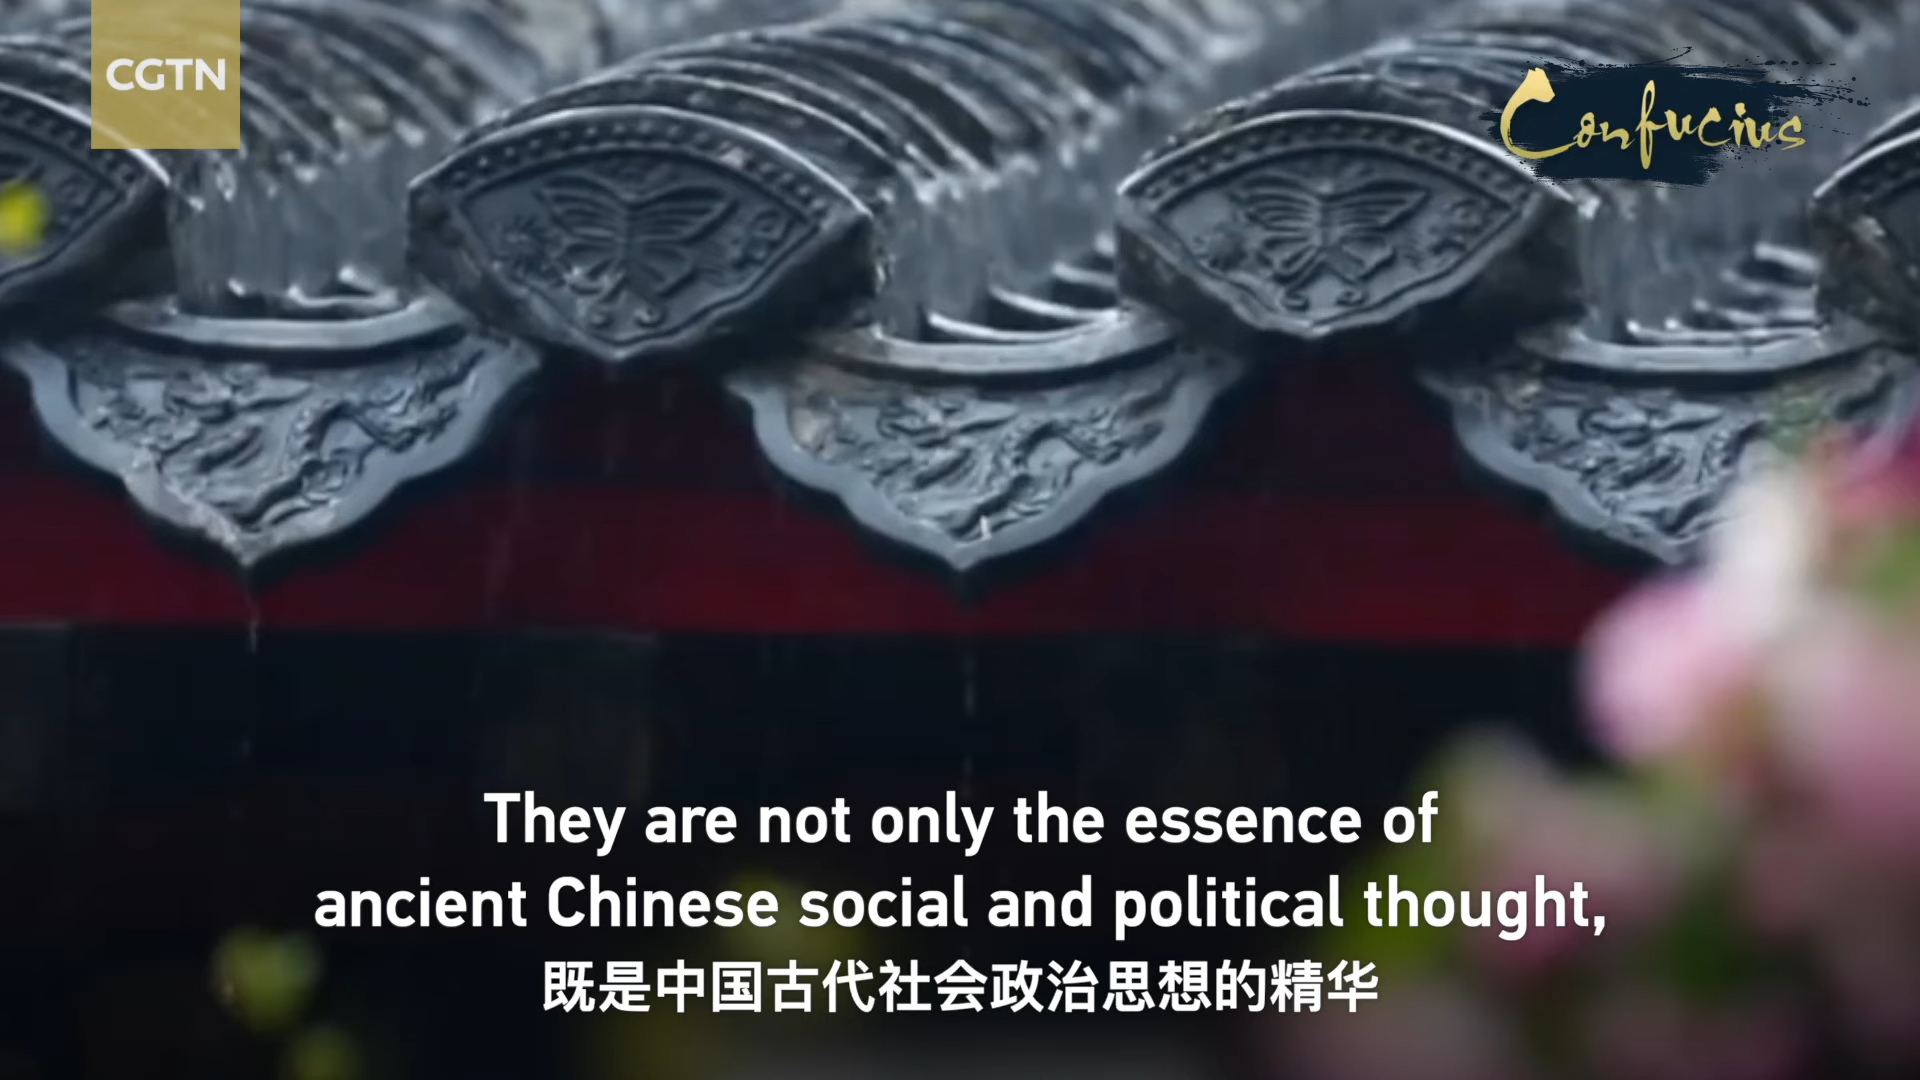 CGTN
Confucius
They are not only the essence of
ancient Chinese social and political thought,
既是中国古代社会政治思想的精华